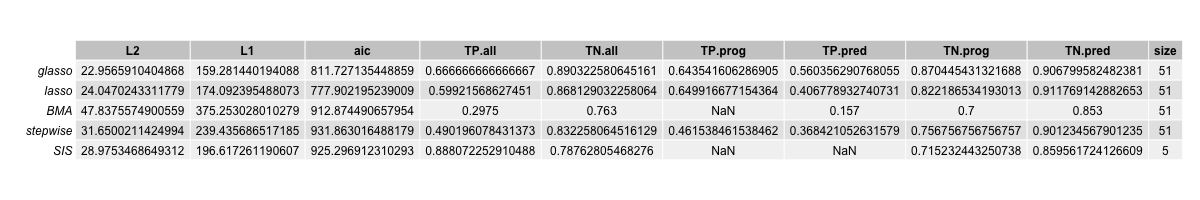 L2 L1 aic TP.all TN.all TP.prog TP.pred TN.prog TN.pred size
glasso 22.9565910404868 159.281440194088 811.727135448859 0.666666666666667 0.890322580645161 0.643541606286905 0.560356290768055 0.870445431321688 0.906799582482381 51
lasso 24.0470243311779 174.092395488073 777.902195239009 0.59921568627451 0.868129032258064 0.649916677154364 0.406778932740731 0.822186534193013 0.911769142882653 51
BMA 47.8375574900559 375.253028010279 912.874490657954 0.2975 0.763 NaN 0.157 0.7 0.853 51
stepwise 31.6500211424994 239.435686517185 931.863016488179 0.490196078431373 0.832258064516129 0.461538461538462 0.368421052631579 0.756756756756757 0.901234567901235 51
SIS 28.9753468649312 196.617261190607 925.296912310293 0.888072252910488 0.78762805468276 NaN NaN 0.715232443250738 0.859561724126609 5